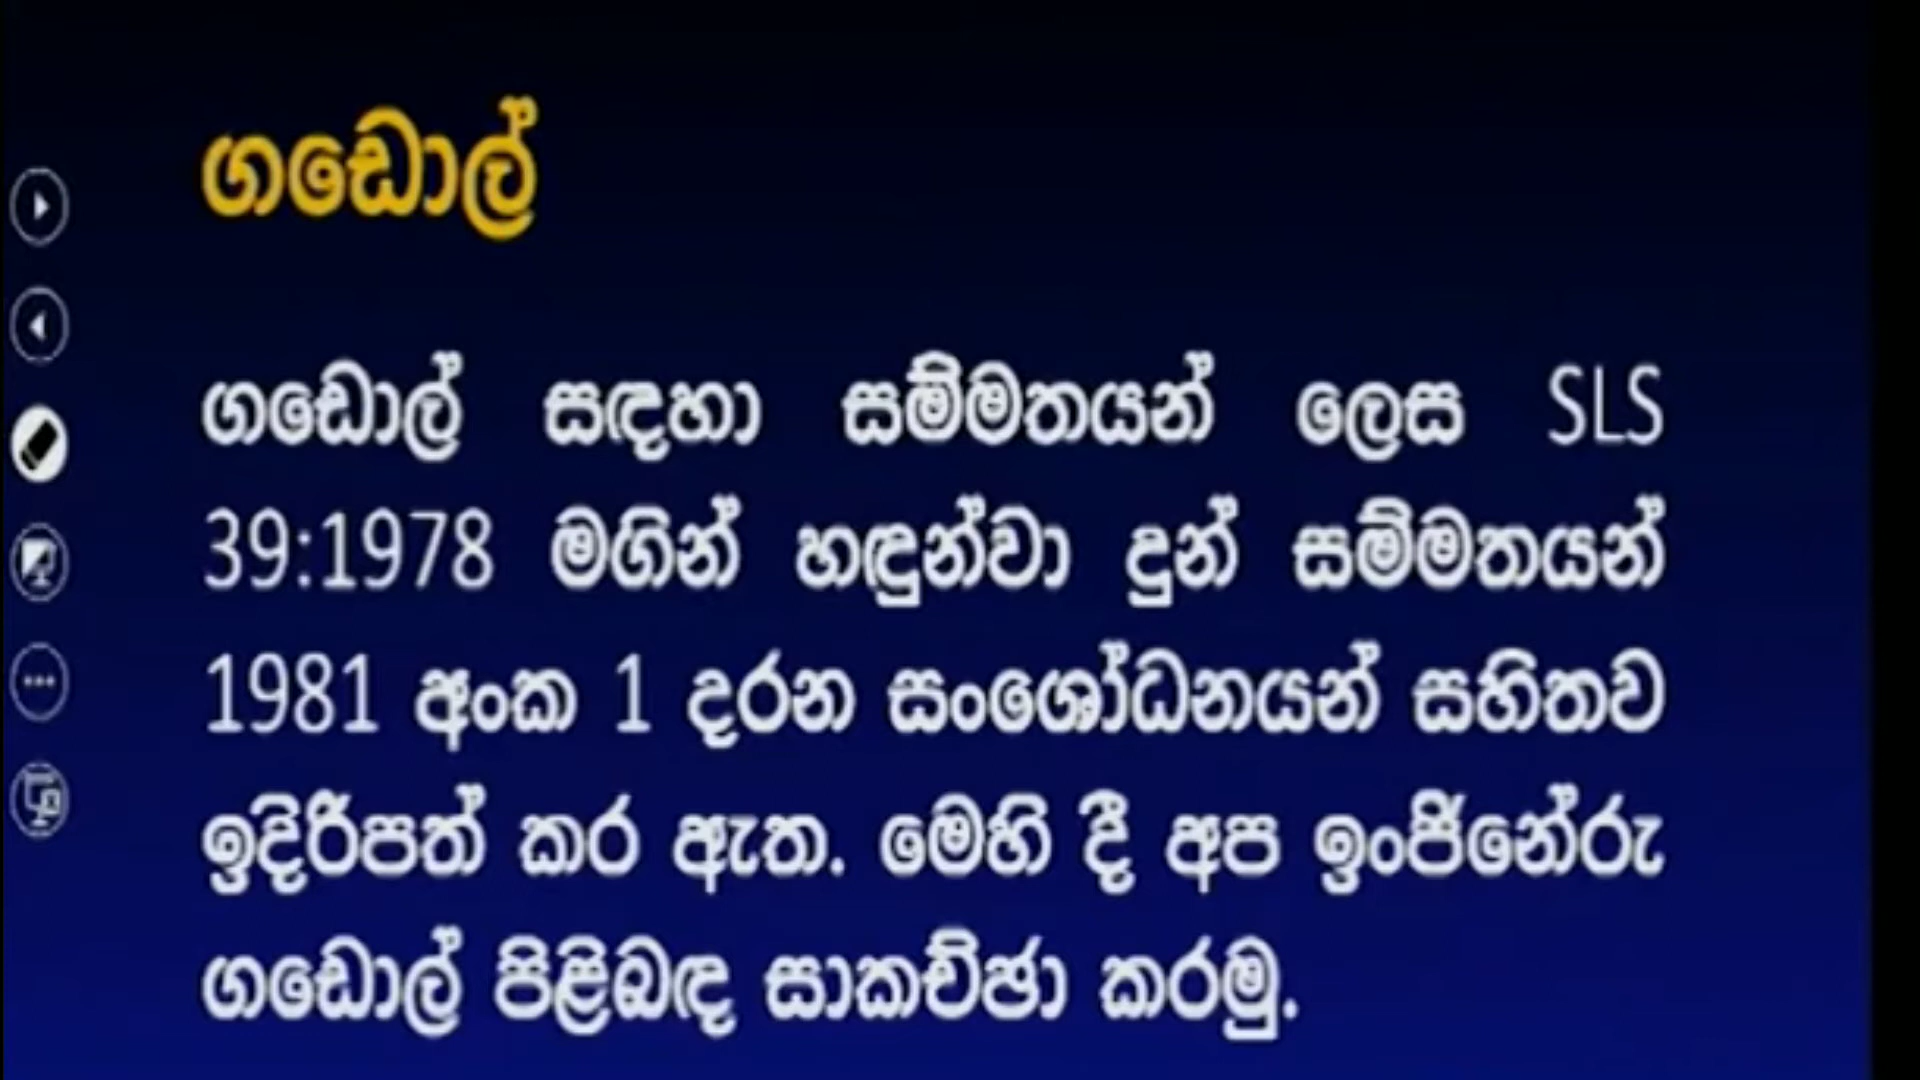 ගඩොල්
ගඩොල් සඳහා සම්මතයන් ලෙස SLS
39:1978 මගින් හඳුන්වා දුන් සම්මතයන්
1981 අංක 1 දරන සංශෝධනයන් සහිතව
ඉදිරිපත් කර ඇත. මෙහි දී අප ඉංජිනේරු
ගඩොල් පිළිබඳ සාකච්ඡා කරමු.